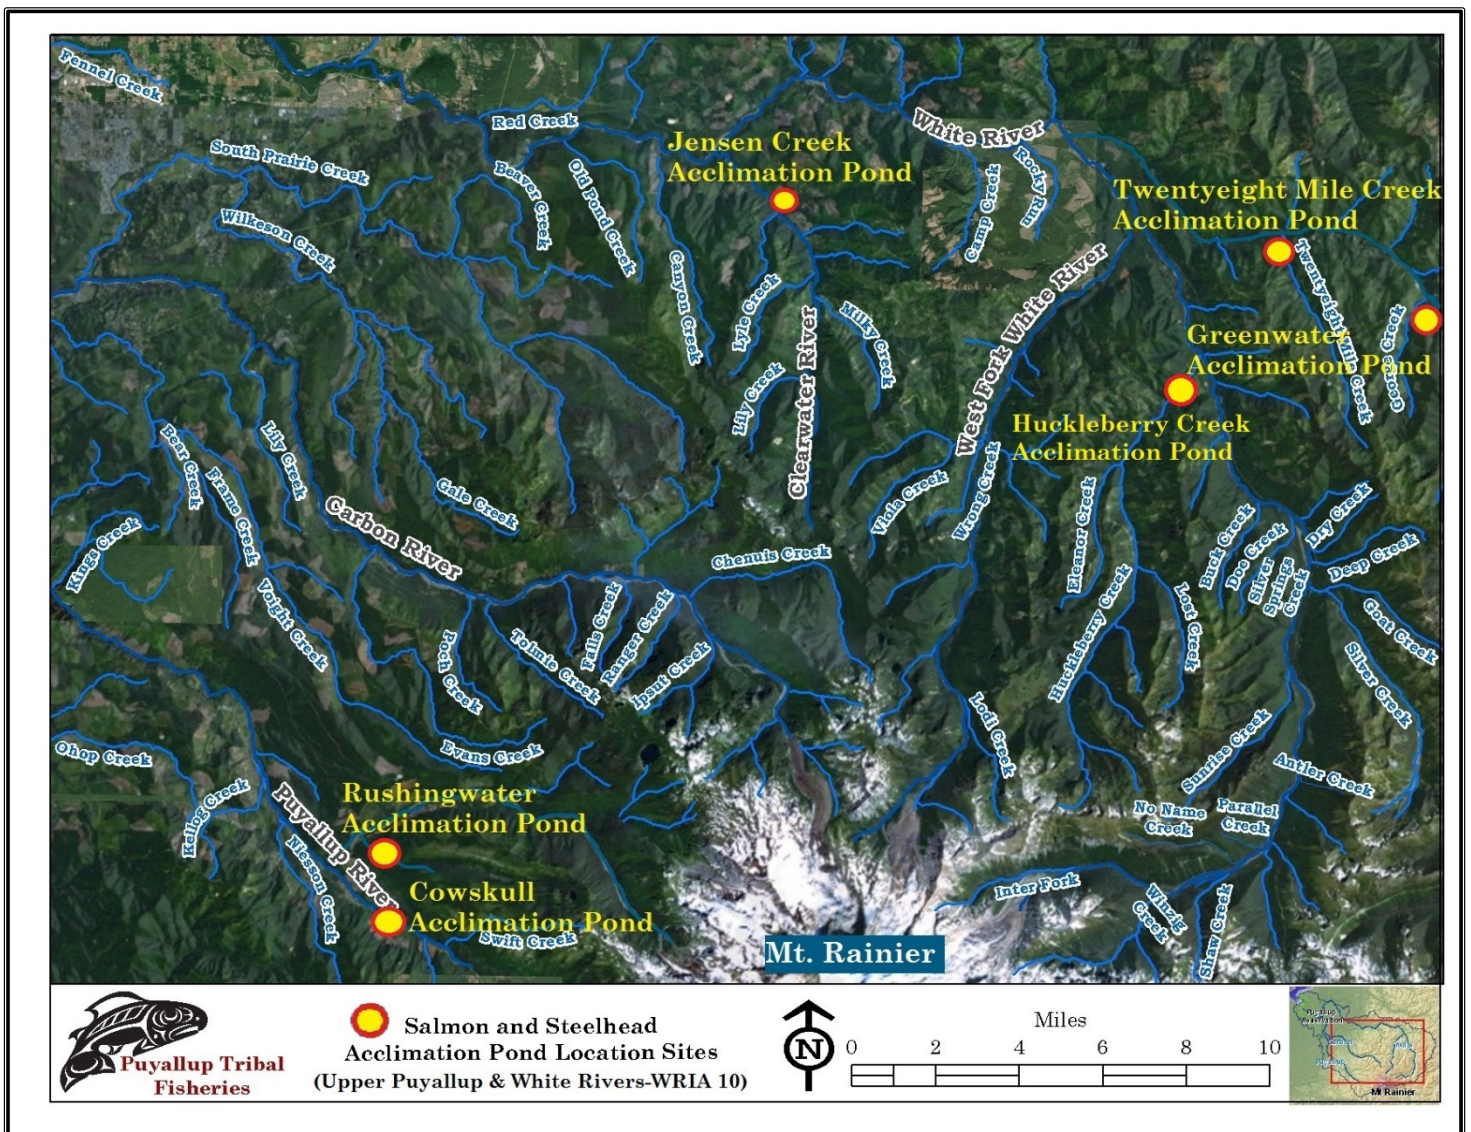 Fennel Creek
Red Creek
White River
South Prairie Creek
Jensen Creek
Acclimation Pond
Beaver Creek
Old Pond Creek
Camp Creek
Rocky Run
Twentyeight Mile Creek
Acclimation Pond
Wilkeson Creek
Canyon Creek
Lyle Creek
Milky Creek
Clearwater River
Lily Creek
West Fork White River
Twentyeight Mile Creek
George Creek
Greenwater
Acclimation Pond
Huckleberry Creek
Acclimation Pond
Bear Creek
Frame Creek
Lily Creek
Gale Creek
Carbon River
Kings Creek
Voight Creek
Chenuis Creek
Viola Creek
Wrong Creek
Eleanor Creek
Huckleberry Creek
Lost Creek
Buck Creek
Doe Creek
Silver
Springs
Creek
Dry Creek
Deep Creek
Goat Creek
Silver Creek
Poch Creek
Tolmie Creek
Falls Creek
Ranger Creek
Ipsut Creek
Evans Creek
Lodi Creek
Sunrise Creek
Antler Creek
Ohop Creek
Kellog Creek
Puyallup River
Niesson Creek
Rushingwater
Acclimation Pond
Cowskull
Acclimation Pond
Swift Creek
No Name
Creek
Parallel
Creek
Inter Fork
Winzig
Creek
Shaw Creek
Mt. Rainier
Puyallup Tribal
Fisheries
Salmon and Steelhead
Acclimation Pond Location Sites
(Upper Puyallup & White Rivers-WRIA 10)
N
Miles
0 2 4 6 8 10
Puyallup
Mt Rainier